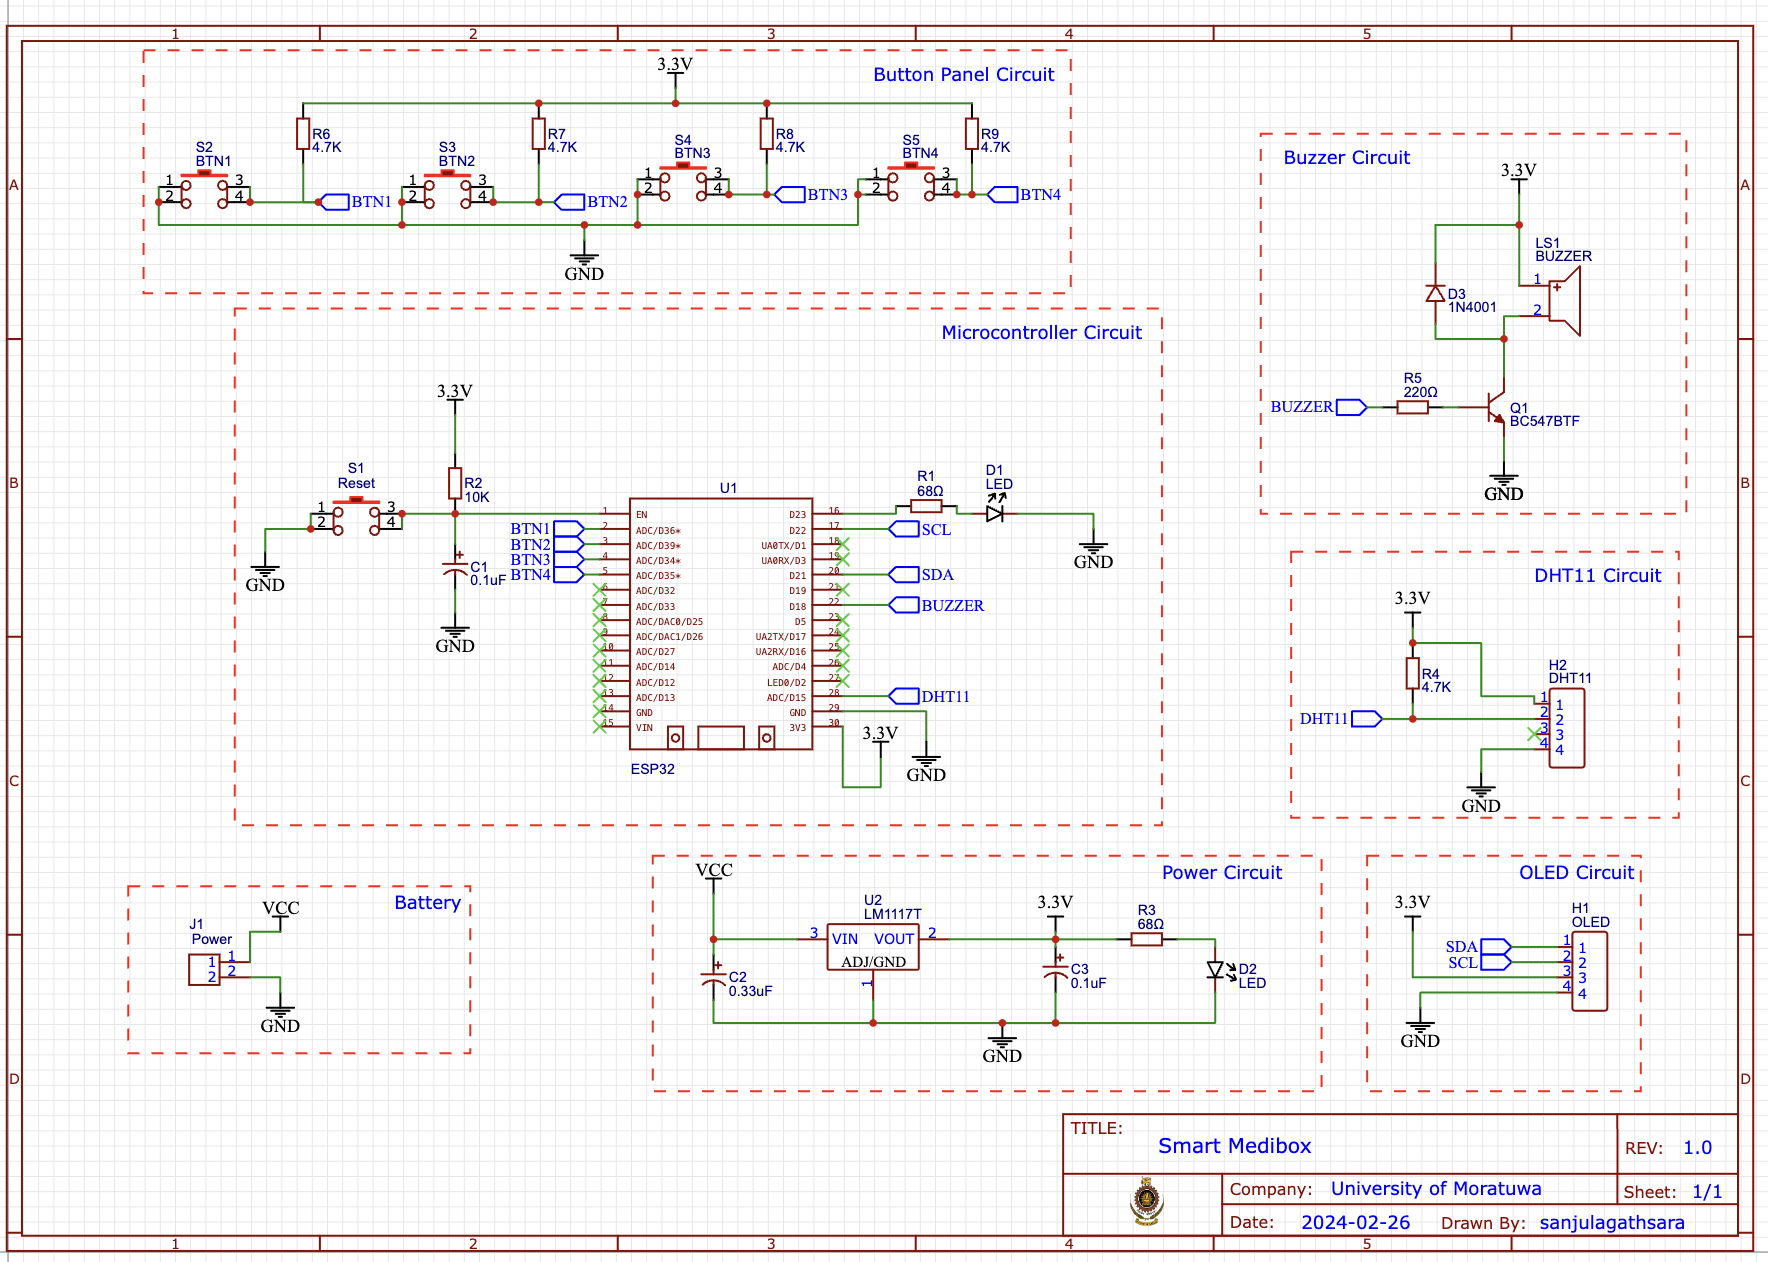 1 2 3 4 5
A
B
C
D
A
B
C
D
1 2 3 4 5
Button Panel Circuit
3.3V
S2
BTN1
1 3
2 4
R6
4.7K
BTN1
S3
BTN2
1 3
2 4
R7
4.7K
BTN2
S4
BTN3
1 3
2 4
R8
4.7K
BTN3
S5
BTN4
1 3
2 4
R9
4.7K
BTN4
GND
Buzzer Circuit
3.3V
LS1
BUZZER
1
2
D3
1N4001
R5
220Ω
BUZZER
Q1
BC547BTF
GND
Microcontroller Circuit
3.3V
S1
Reset
1 3
2 4
GND
R2
10K
C1
0.1uF
GND
BTN1
BTN2
BTN3
BTN4
U1
1 EN
2 ADC/D36*
3 ADC/D39*
4 ADC/D34*
5 ADC/D35*
6 ADC/D32
7 ADC/D33
8 ADC/DAC0/D25
9 ADC/DAC1/D26
10 ADC/D27
11 ADC/D14
12 ADC/D12
13 ADC/D13
14 GND
15 VIN
D23 16
D22 17
UA0TX/D1 18
UA0RX/D3 19
D21 20
D19 21
D18 22
D5 23
UA2TX/D17 24
UA2RX/D16 25
ADC/D4 26
LED0/D2 27
ADC/D15 28
GND 29
3V3 30
ESP32
R1
68Ω
D1
LED
GND
SCL
SDA
BUZZER
DHT11
3.3V
GND
DHT11 Circuit
3.3V
R4
4.7K
DHT11
H2
DHT11
1 1
2 2
3 3
4 4
GND
Battery
J1
Power
VCC
1 1
2 2
GND
Power Circuit
VCC
U2
LM1117T
3 VIN VOUT 2
ADJ/GND
1
C2
0.33uF
3.3V
C3
0.1uF
R3
68Ω
D2
LED
GND
OLED Circuit
3.3V
H1
OLED
SDA
SCL
1 1
2 2
3 3
4 4
GND
TITLE:
Smart Medibox
REV: 1.0
Company: University of Moratuwa
Sheet: 1/1
Date: 2024-02-26 Drawn By: sanjulagathsara